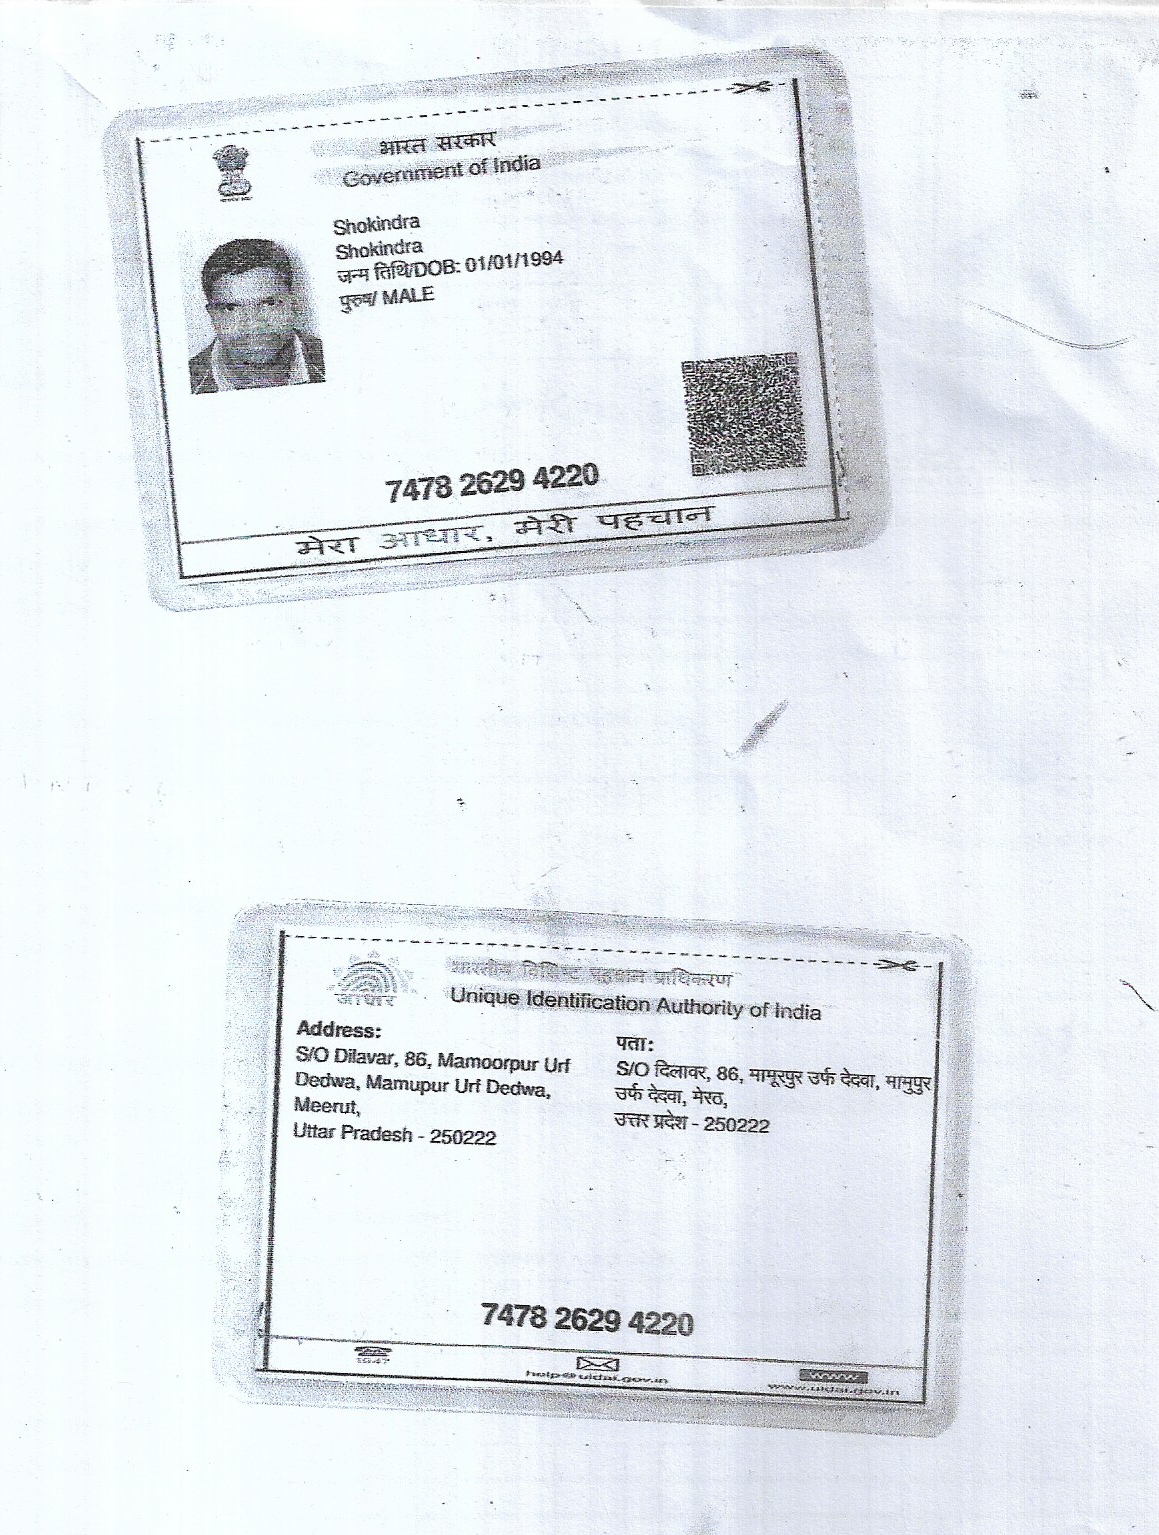 भारत सरकार
Government of India
Shokindra
Shokindra
जन्म तिथि/DOB: 01/01/1994
पुरुष/ MALE
7478 2629 4220
मेरा आधार, मेरी पहचान
भारतीय विशिष्ट पहचान प्राधिकरण
Unique Identification Authority of India
आधार
Address:
S/O Dilavar, 86, Mamoorpur Urf
Dedwa, Mamupur Urf Dedwa,
Meerut,
Uttar Pradesh - 250222
पता:
S/O दिलावर, 86, मामूरपुर उर्फ देदवा, मामुपुर
उर्फ देदवा, मेरठ,
उत्तर प्रदेश - 250222
7478 2629 4220
1947
help@uidai.gov.in
www
www.uidai.gov.in